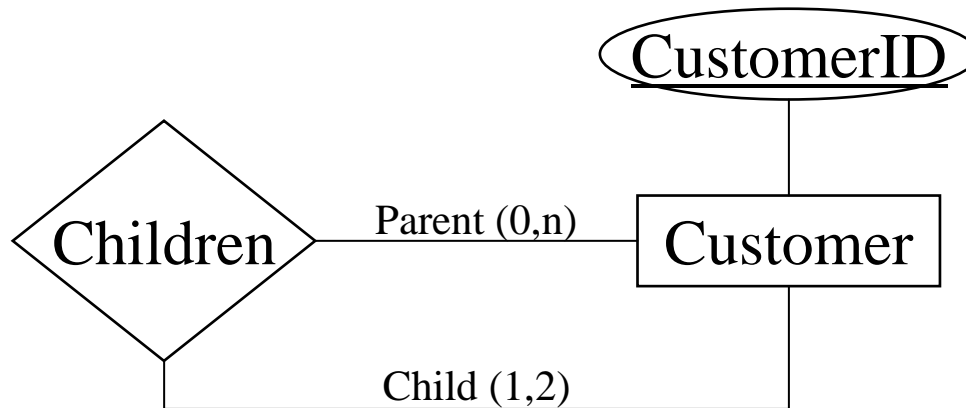 CustomerID
Parent (0,n)
Children
Customer
Child (1,2)